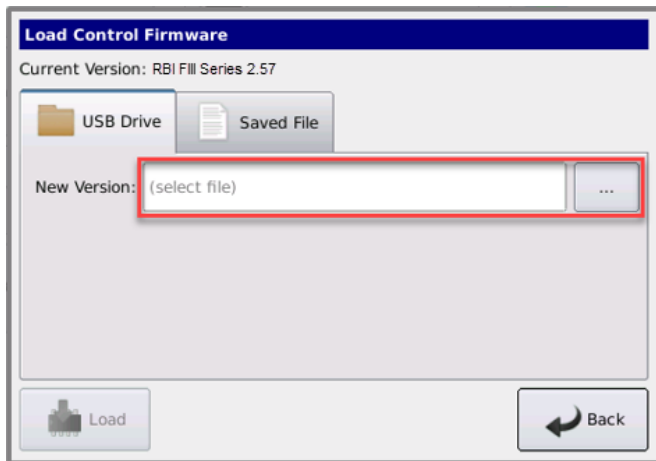 Load Control Firmware
Current Version: RBI FIII Series 2.57
USB Drive
Saved File
New Version: (select file) ...
Load
Back